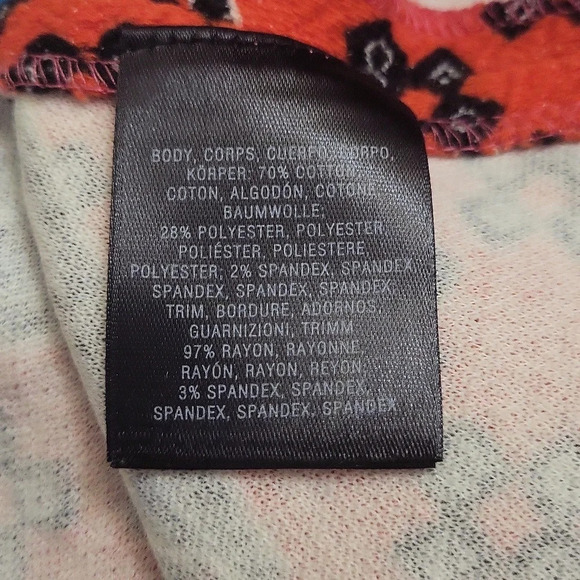 BODY, CORPS, CUERPO, CORPO,
KÖRPER: 70% COTTON,
COTON, ALGODÓN, COTONE,
BAUMWOLLE;
28% POLYESTER, POLYESTER,
POLIÉSTER, POLIESTERE,
POLYESTER; 2% SPANDEX,
SPANDEX, SPANDEX, SPANDEX,
SPANDEX,
TRIM, BORDURE, ADORNOS,
GUARNIZIONI, TRIMM
97% RAYON, RAYONNE,
RAYÓN, RAYON, REYON,
3% SPANDEX, SPANDEX,
SPANDEX, SPANDEX, SPANDEX